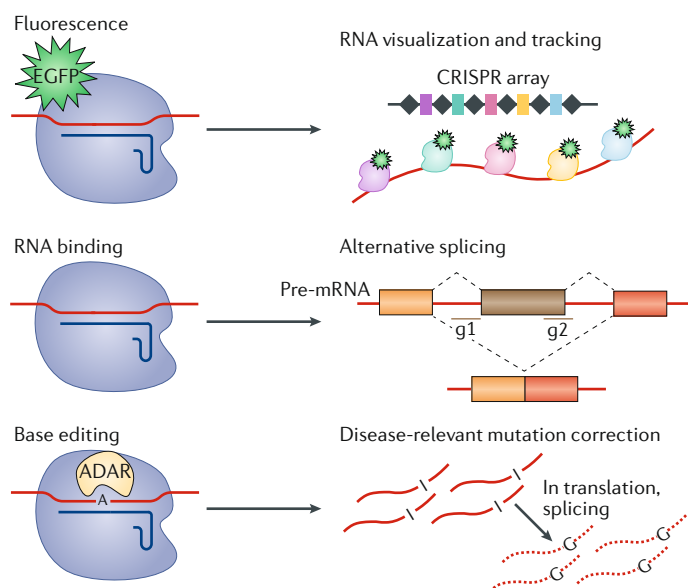 Fluorescence
EGFP
RNA visualization and tracking
CRISPR array
RNA binding
Alternative splicing
Pre-mRNA
g1
g2
Base editing
ADAR
A
Disease-relevant mutation correction
I
I
I
I
In translation,
splicing
G
G
G
G